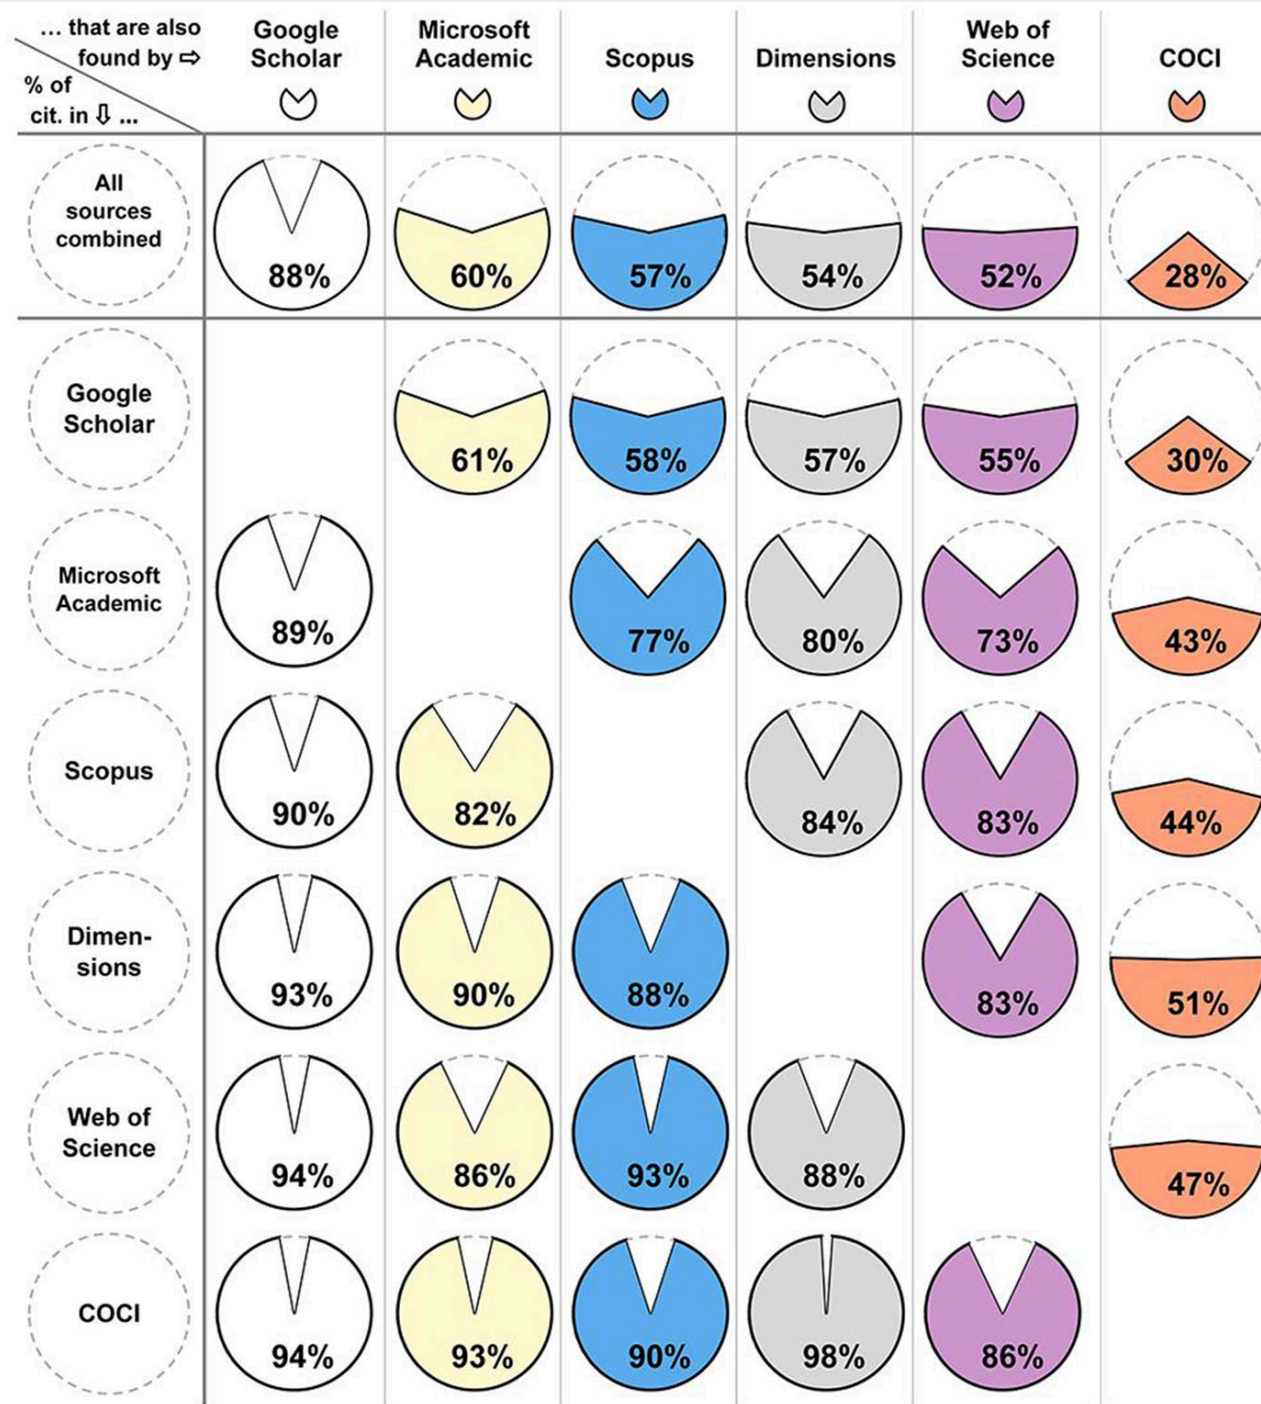 … that are also
found by ⇨
% of
cit. in ⇩ ...
Google
Scholar
Microsoft
Academic
Scopus
Dimensions
Web of
Science
COCI
All
sources
combined
88%
60%
57%
54%
52%
28%
Google
Scholar
61%
58%
57%
55%
30%
Microsoft
Academic
89%
77%
80%
73%
43%
Scopus
90%
82%
84%
83%
44%
Dimen-
sions
93%
90%
88%
83%
51%
Web of
Science
94%
86%
93%
88%
47%
COCI
94%
93%
90%
98%
86%